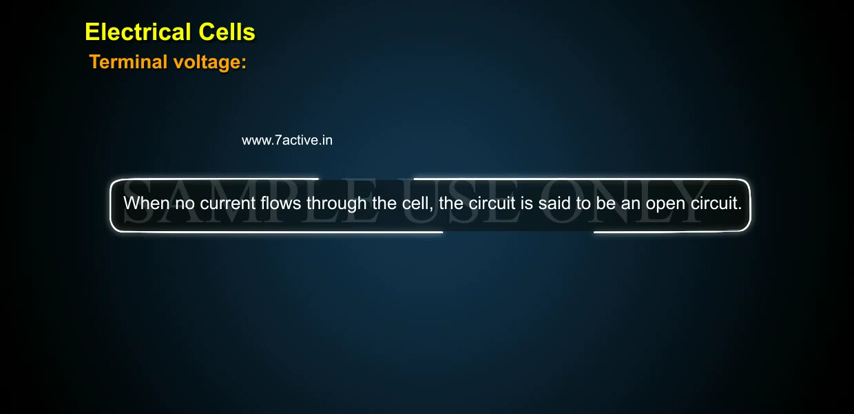 Electrical Cells
Terminal voltage:
www.7active.in
SAMPLE USE ONLY
When no current flows through the cell, the circuit is said to be an open circuit.